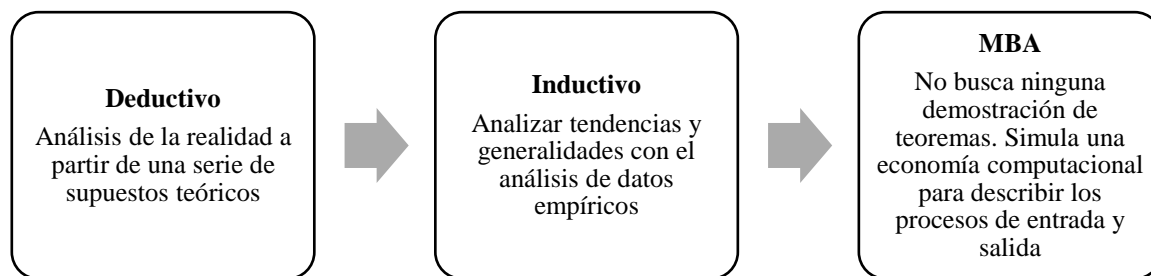 Deductivo
Análisis de la realidad a
partir de una serie de
supuestos teóricos
Inductivo
Analizar tendencias y
generalidades con el
análisis de datos
empíricos
MBA
No busca ninguna
demostración de
teoremas. Simula una
economía computacional
para describir los
procesos de entrada y
salida